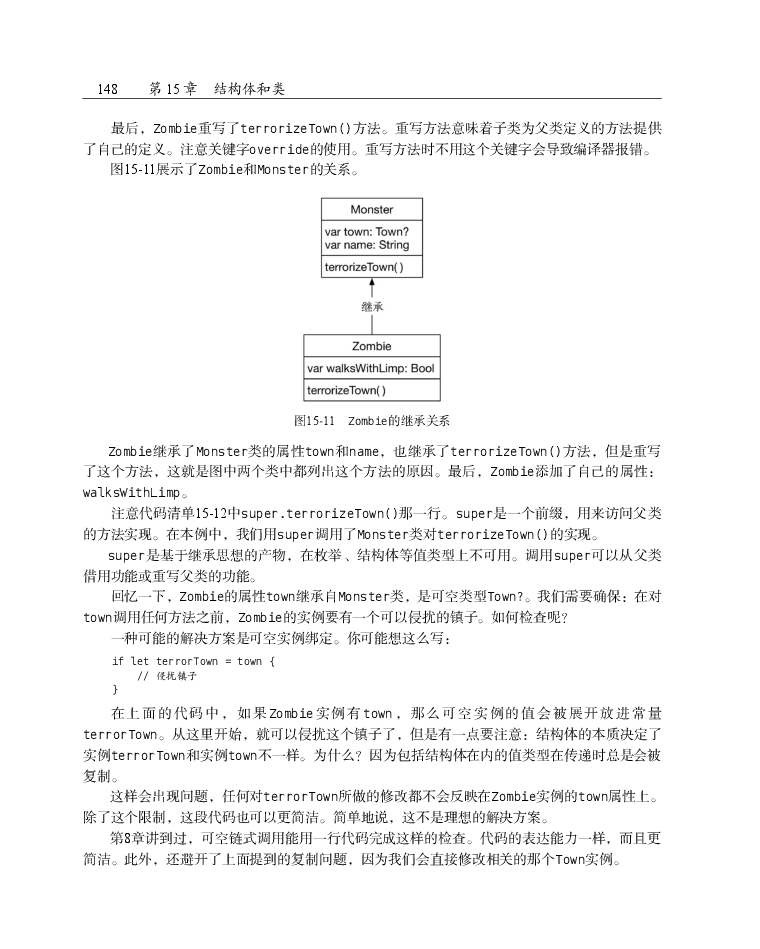 148 第 15 章 结构体和类
最后，Zombie重写了terrorizeTown()方法。重写方法意味着子类为父类定义的方法提供
了自己的定义。注意关键字override的使用。重写方法时不用这个关键字会导致编译器报错。
图15-11展示了Zombie和Monster的关系。
Monster
var town: Town?
var name: String
terrorizeTown( )
继承
Zombie
var walksWithLimp: Bool
terrorizeTown( )
图15-11 Zombie的继承关系
Zombie继承了Monster类的属性town和name，也继承了terrorizeTown()方法，但是重写
了这个方法，这就是图中两个类中都列出这个方法的原因。最后，Zombie添加了自己的属性：
walksWithLimp。
注意代码清单15-12中super.terrorizeTown()那一行。super是一个前缀，用来访问父类
的方法实现。在本例中，我们用super调用了Monster类对terrorizeTown()的实现。
super是基于继承思想的产物，在枚举、结构体等值类型上不可用。调用super可以从父类
借用功能或重写父类的功能。
回忆一下，Zombie的属性town继承自Monster类，是可空类型Town?。我们需要确保：在对
town调用任何方法之前，Zombie的实例要有一个可以侵扰的镇子。如何检查呢？
一种可能的解决方案是可空实例绑定。你可能想这么写：
if let terrorTown = town {
// 侵扰镇子
}
在上面的代码中，如果Zombie实例有town，那么可空实例的值会被展开放进常量
terrorTown。从这里开始，就可以侵扰这个镇子了，但是有一点要注意：结构体的本质决定了
实例terrorTown和实例town不一样。为什么？因为包括结构体在内的值类型在传递时总是会被
复制。
这样会出现问题，任何对terrorTown所做的修改都不会反映在Zombie实例的town属性上。
除了这个限制，这段代码也可以更简洁。简单地说，这不是理想的解决方案。
第8章讲到过，可空链式调用能用一行代码完成这样的检查。代码的表达能力一样，而且更
简洁。此外，还避开了上面提到的复制问题，因为我们会直接修改相关的那个Town实例。